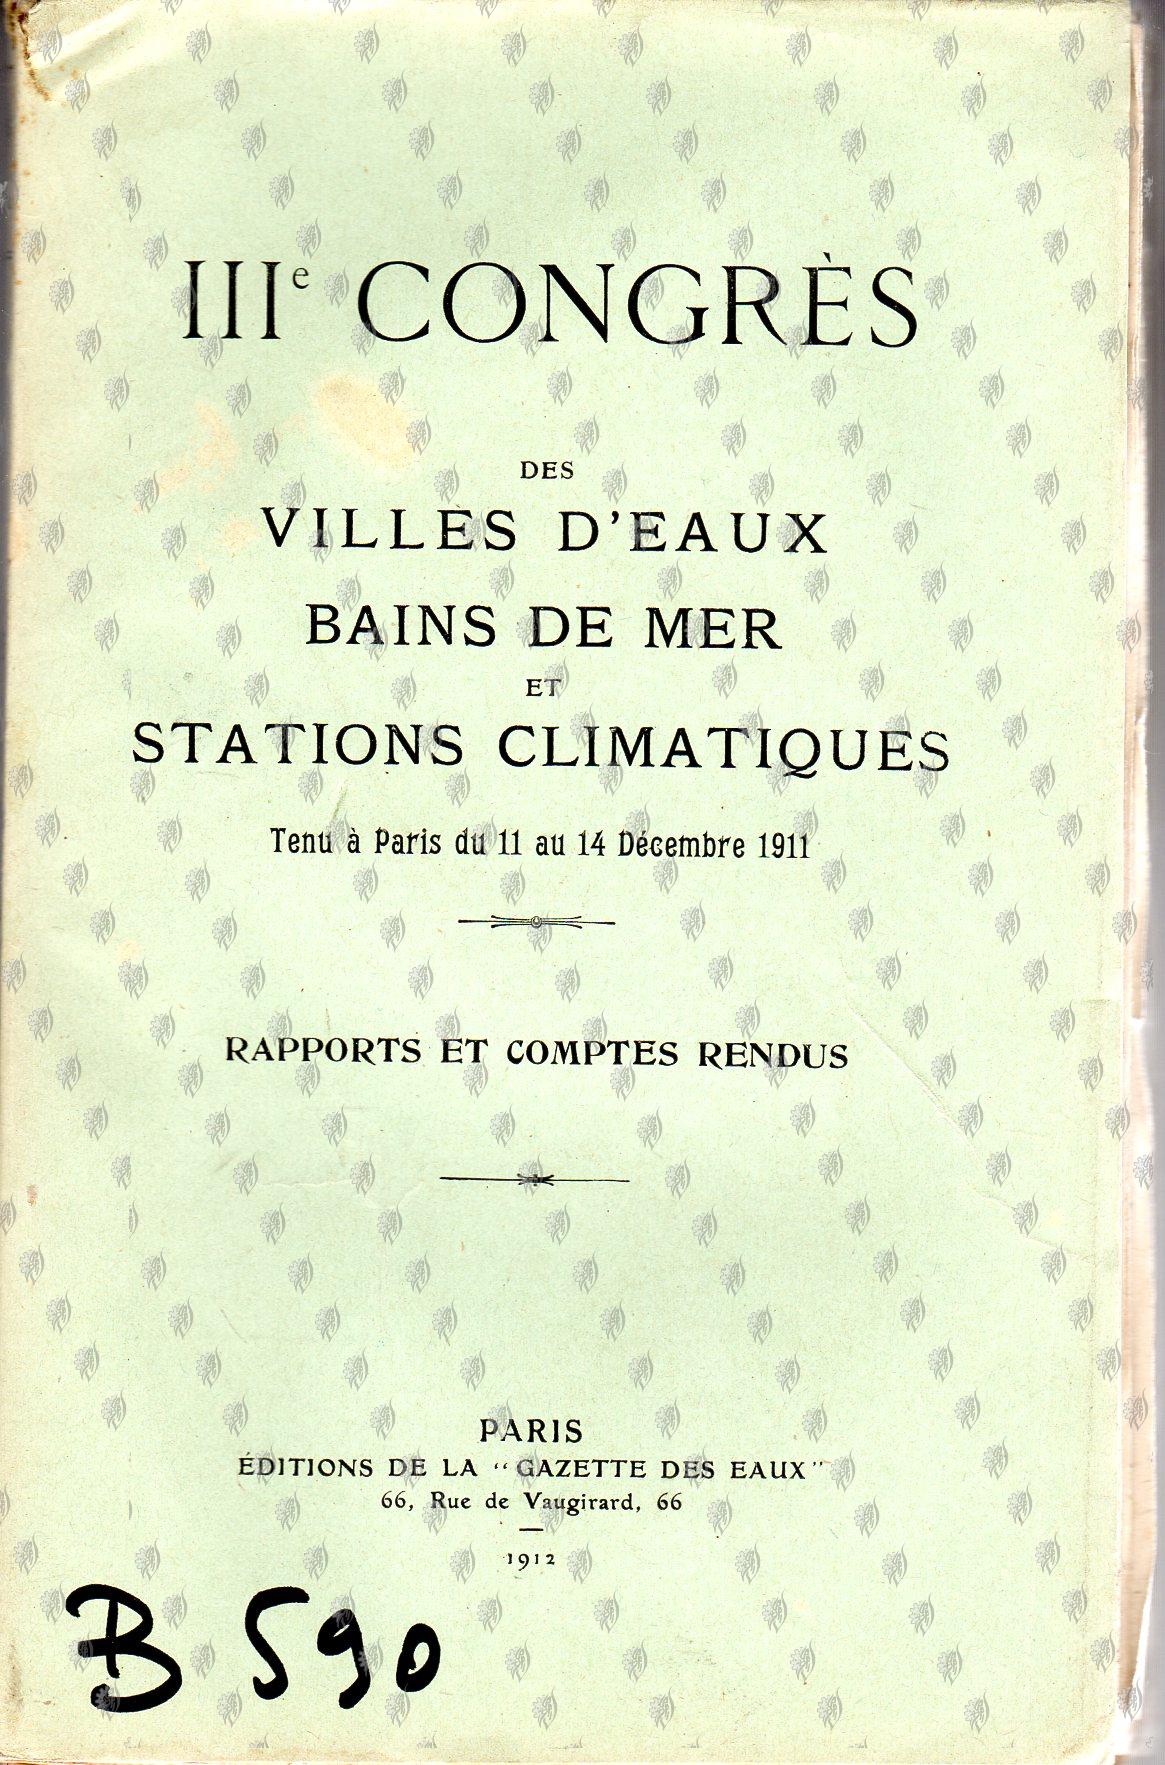 IIIe CONGRÈS
DES
VILLES D'EAUX
BAINS DE MER
ET
STATIONS CLIMATIQUES
Tenu à Paris du 11 au 14 Décembre 1911
RAPPORTS ET COMPTES RENDUS
PARIS
ÉDITIONS DE LA "GAZETTE DES EAUX"
66, Rue de Vaugirard, 66
1912
B 590